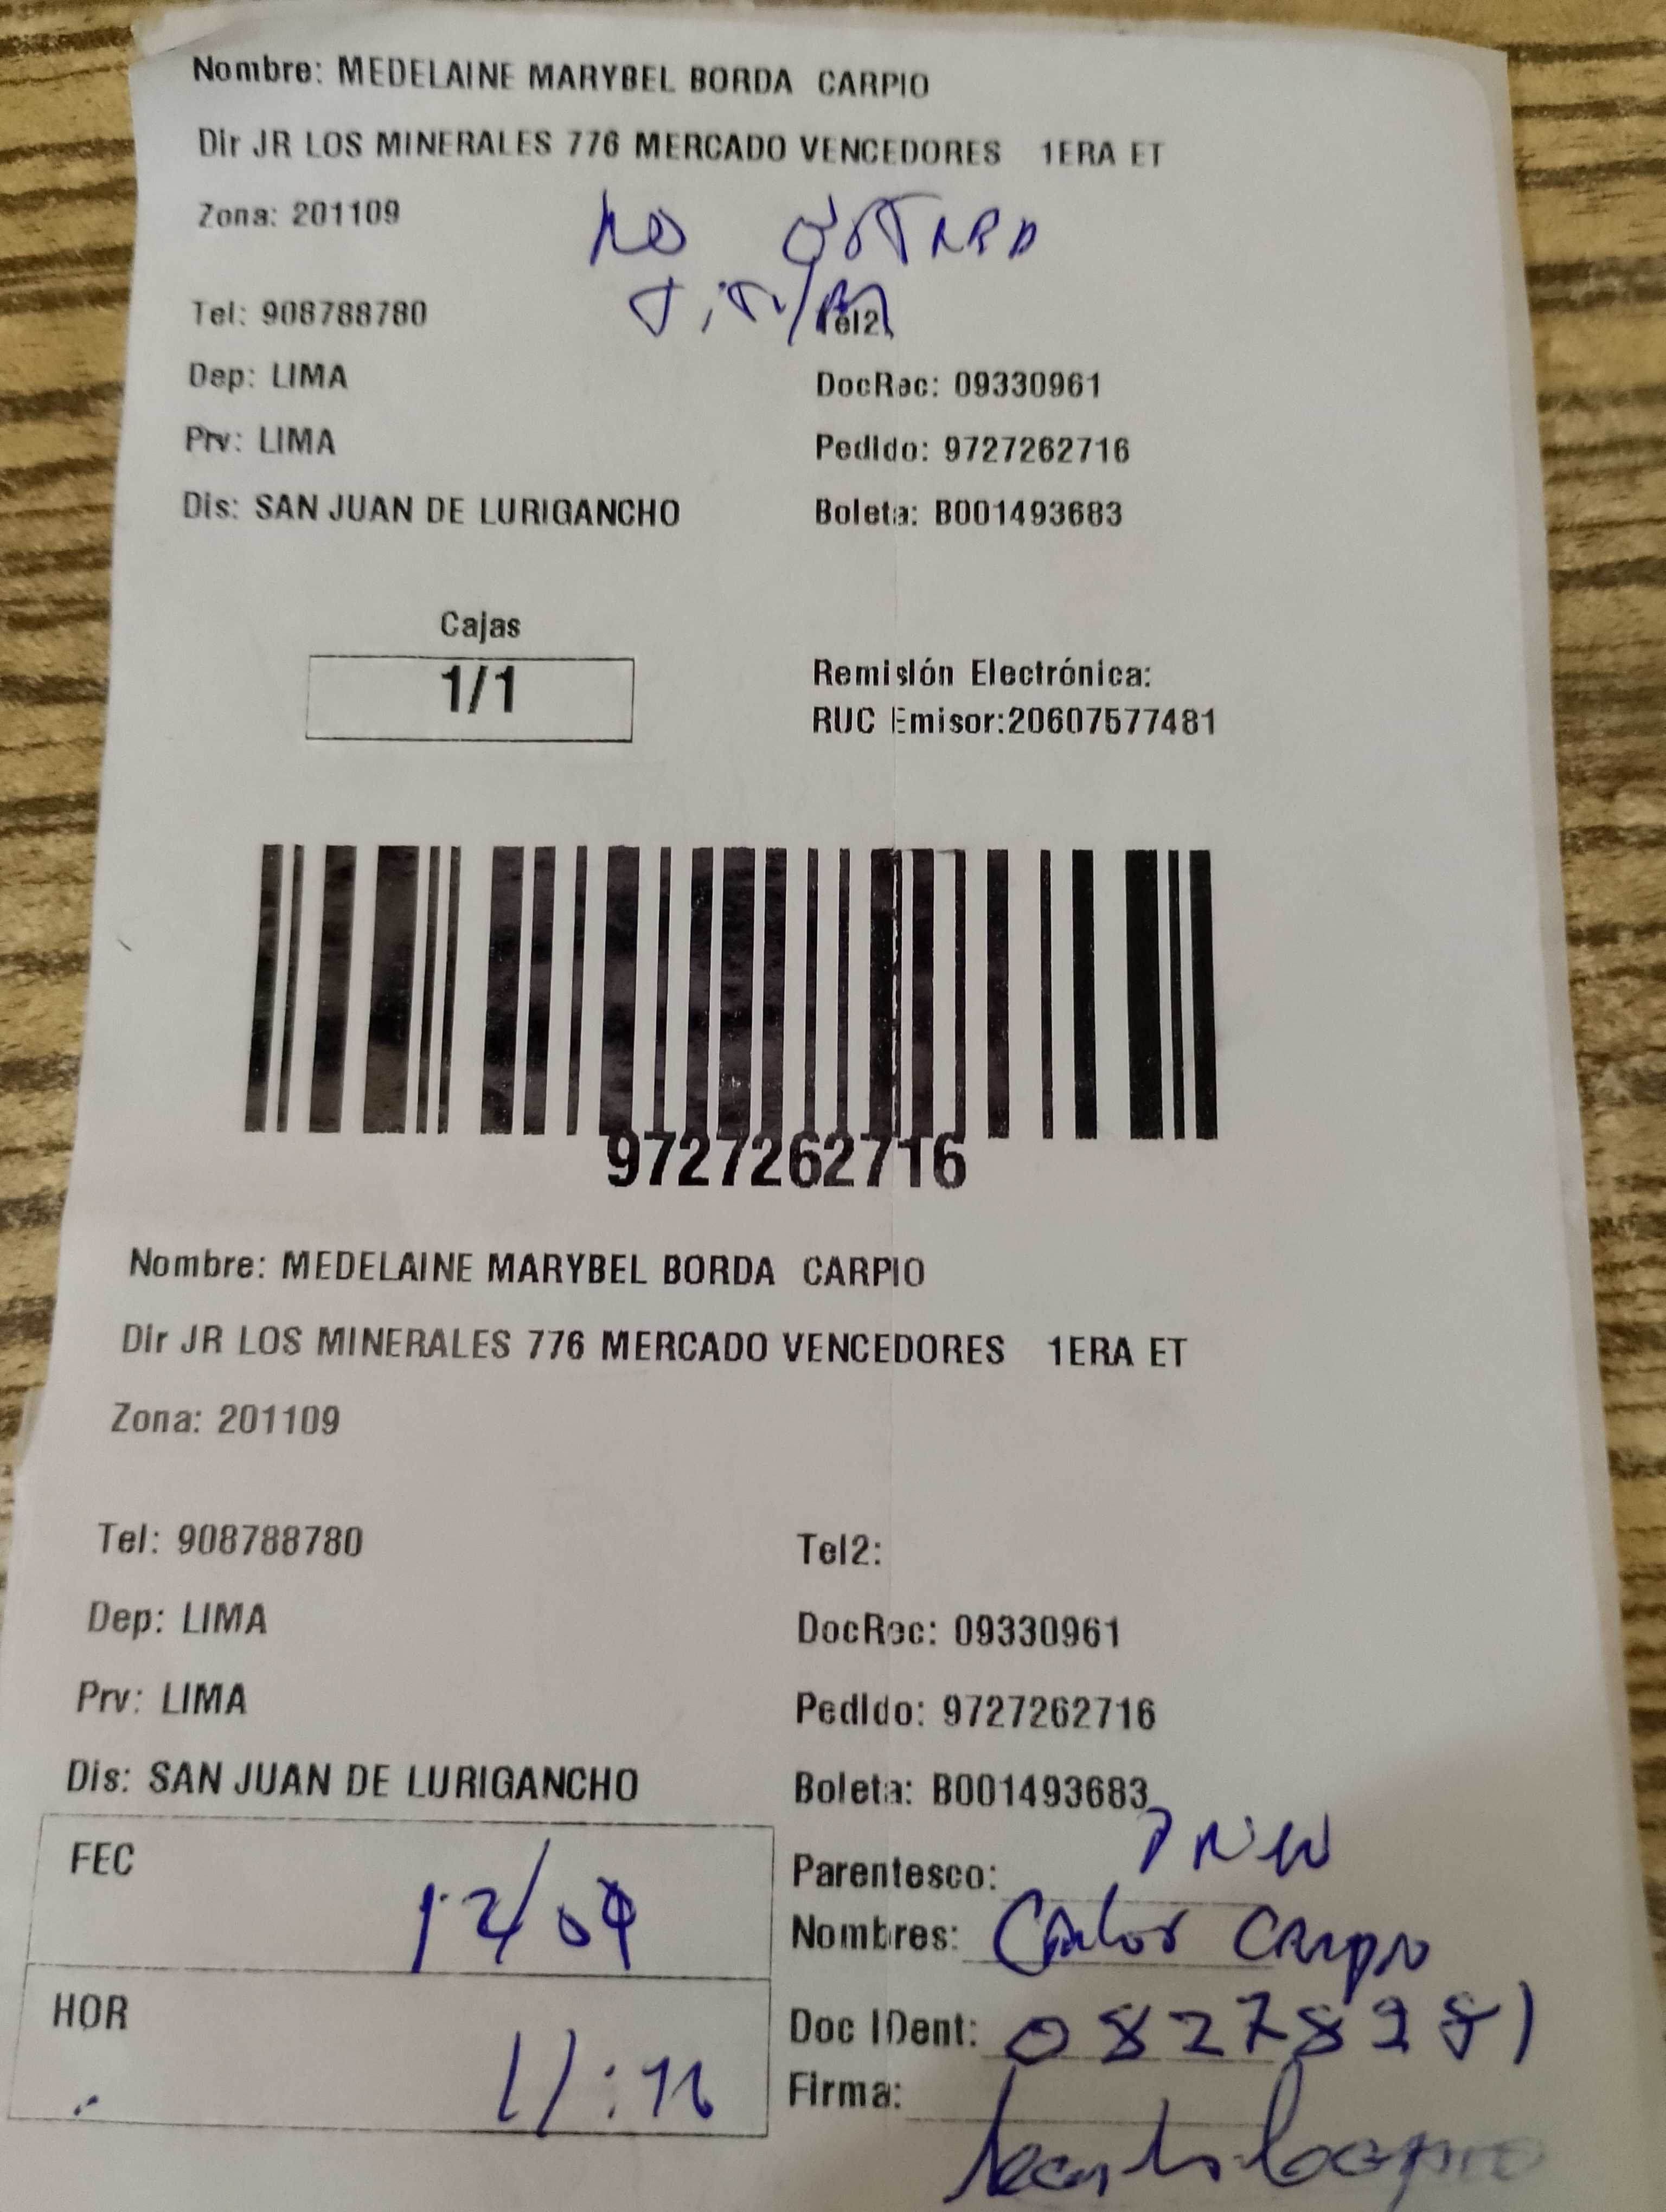 Nombre: MEDELAINE MARYBEL BORDA CARPIO
Dir JR LOS MINERALES 776 MERCADO VENCEDORES 1ERA ET
Zona: 201109
NO
Tel: 908788780 Tel2:
Dep: LIMA DocRec: 09330961
Prv: LIMA Pedido: 9727262716
Dis: SAN JUAN DE LURIGANCHO Boleta: B001493683
Cajas
1/1
Remisión Electrónica:
RUC Emisor:20607577481
9727262716
Nombre: MEDELAINE MARYBEL BORDA CARPIO
Dir JR LOS MINERALES 776 MERCADO VENCEDORES 1ERA ET
Zona: 201109
Tel: 908788780 Tel2:
Dep: LIMA DocRec: 09330961
Prv: LIMA Pedido: 9727262716
Dis: SAN JUAN DE LURIGANCHO Boleta: B001493683
FEC 12/09
Parentesco:
Nombres: Carlos Carpio
HOR
Doc IDent:
Firma: